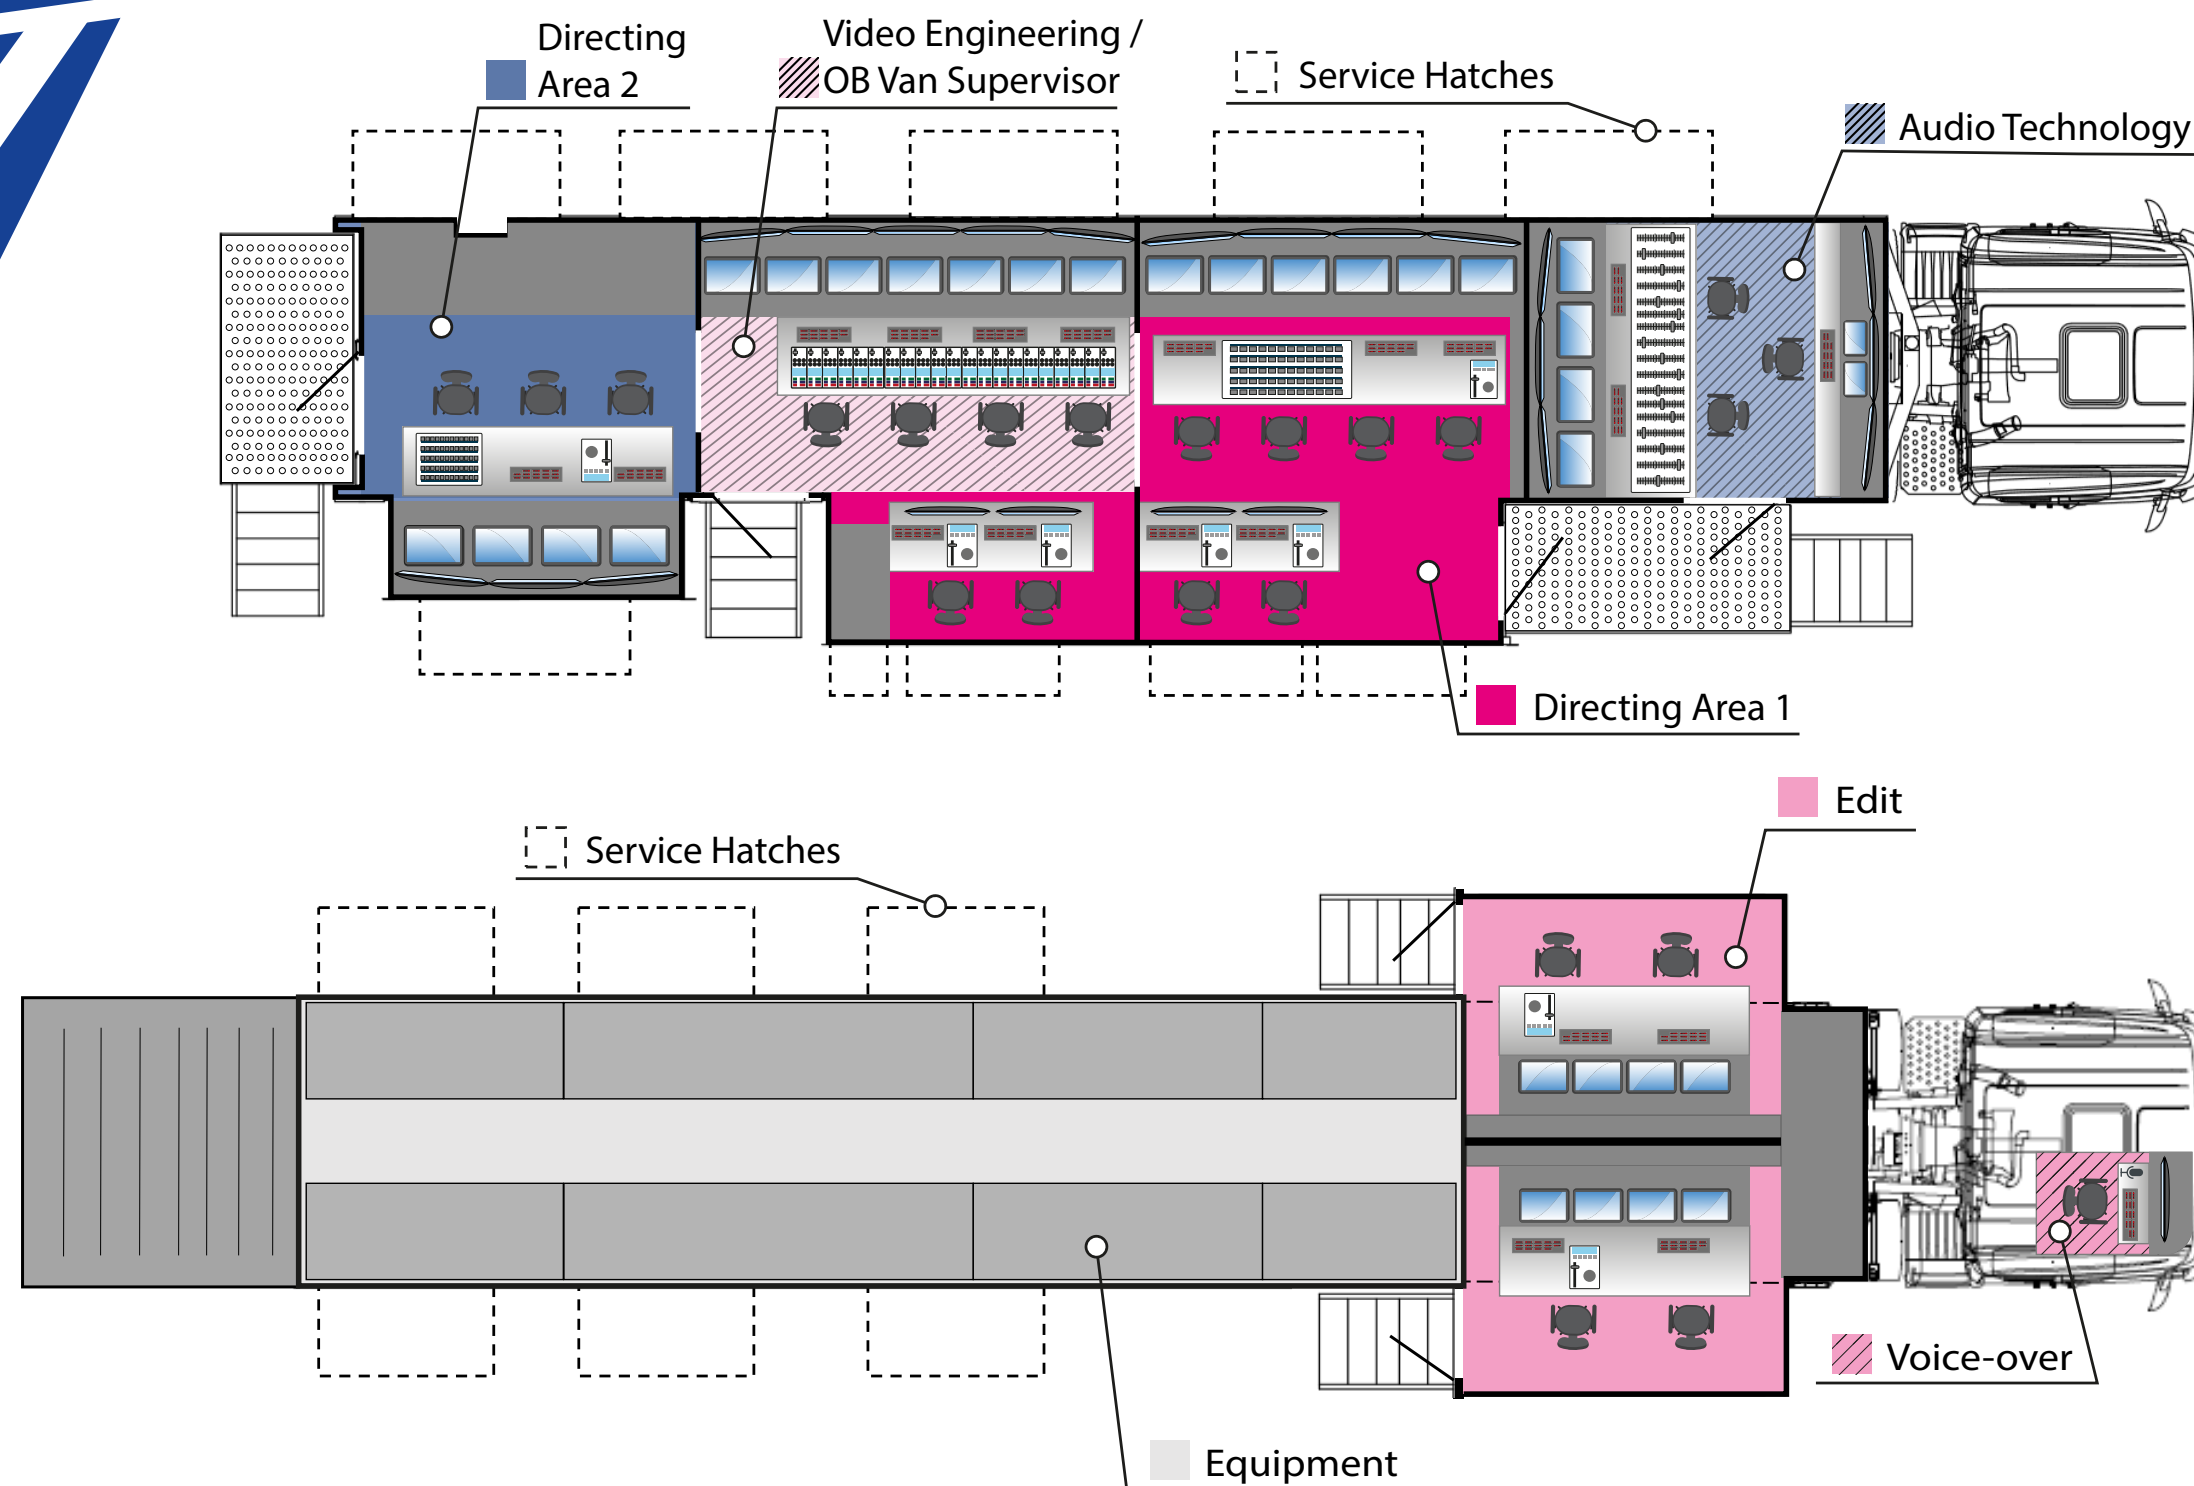 Directing
Area 2
Video Engineering /
OB Van Supervisor
Service Hatches
Audio Technology
Directing Area 1
Edit
Service Hatches
Voice-over
Equipment